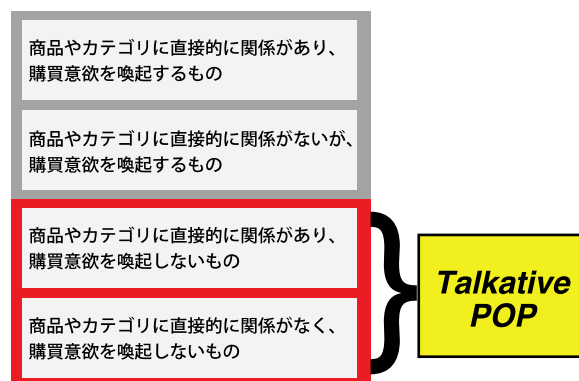 商品やカテゴリに直接的に関係があり、
購買意欲を喚起するもの
商品やカテゴリに直接的に関係がないが、
購買意欲を喚起するもの
商品やカテゴリに直接的に関係があり、
購買意欲を喚起しないもの
商品やカテゴリに直接的に関係がなく、
購買意欲を喚起しないもの
Talkative
POP